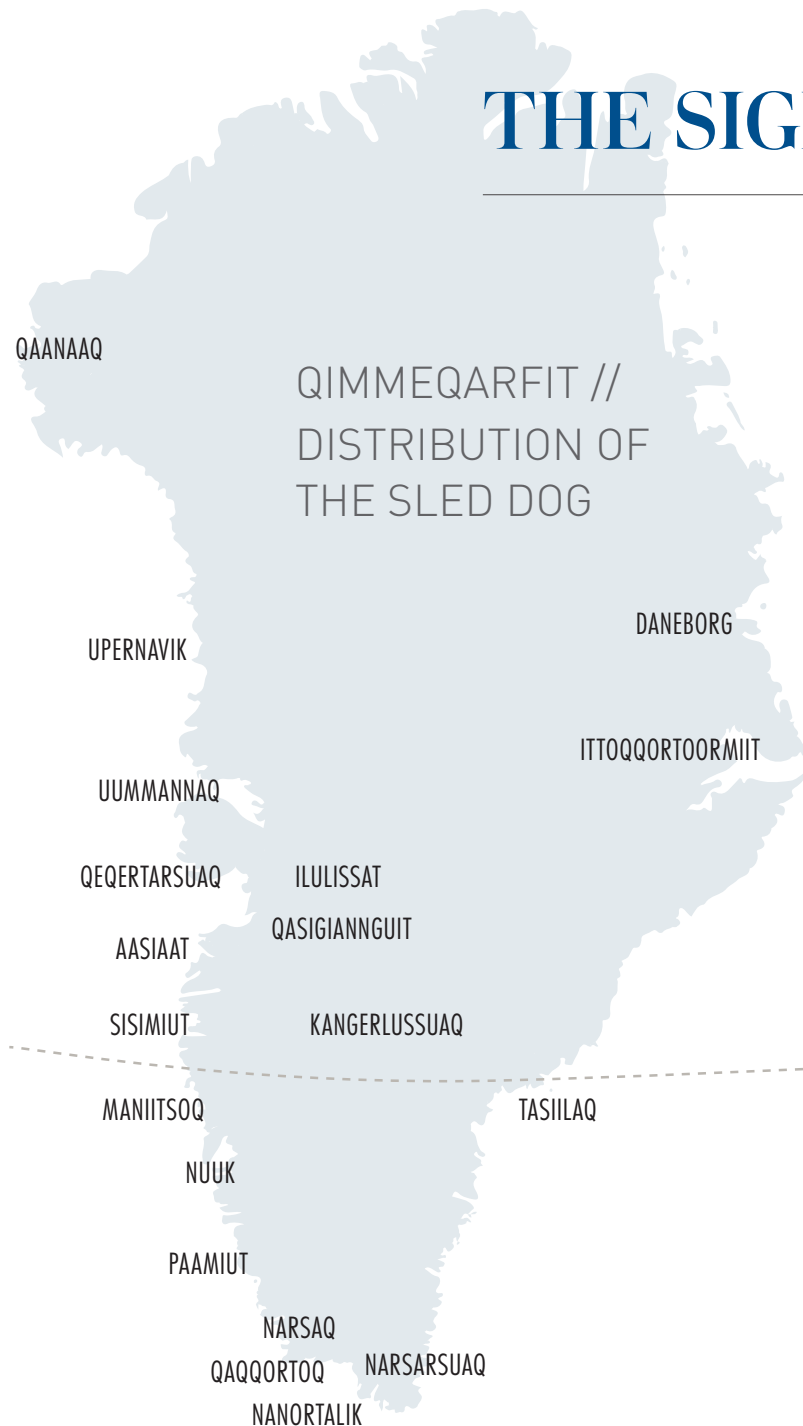 THE SIG
QAANAAQ
QIMMEQARFIT //
DISTRIBUTION OF
THE SLED DOG
DANEBORG
UPERNAVIK
ITTOQQORTOORMIIT
UUMMANNAQ
QEQERTARSUAQ
ILULISSAT
QASIGIANNGUIT
AASIAAT
SISIMIUT
KANGERLUSSUAQ
MANIITSOQ
TASIILAQ
NUUK
PAAMIUT
NARSAQ
QAQQORTOQ
NARSARSUAQ
NANORTALIK